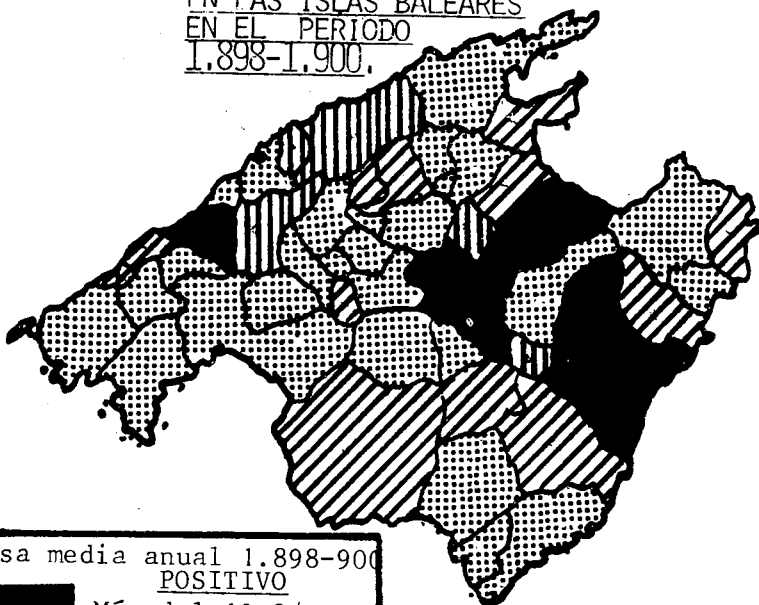 EN LAS ISLAS BALEARES
EN EL PERIODO
1.898-1.900.
sa media anual 1.898-900
POSITIVO